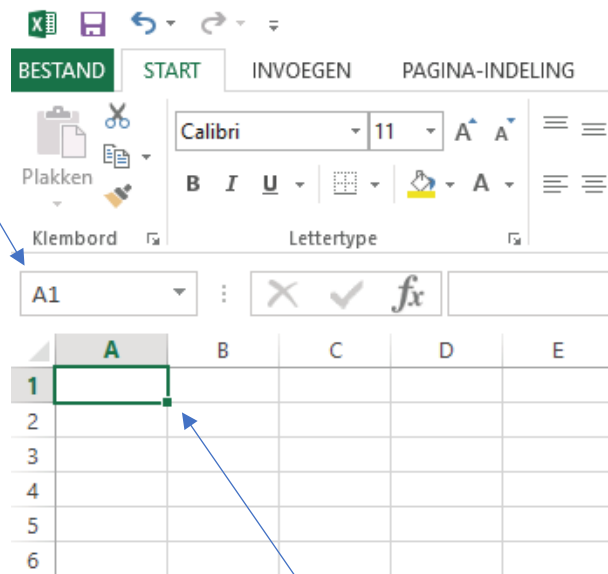 BESTAND START INVOEGEN PAGINA-INDELING
Calibri 11 A A
Plakken B I U A
Klembord Lettertype
A1 fx
A B C D E
1
2
3
4
5
6